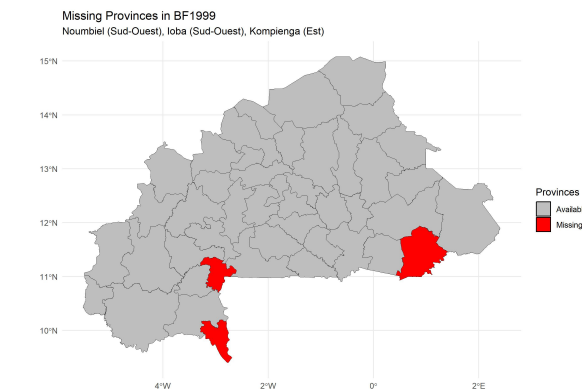 Missing Provinces in BF1999
Noumbiel (Sud-Ouest), Ioba (Sud-Ouest), Kompienga (Est)
15°N
14°N
13°N
12°N
11°N
10°N
4°W
2°W
0°
2°E
Provinces
Availabl
Missing